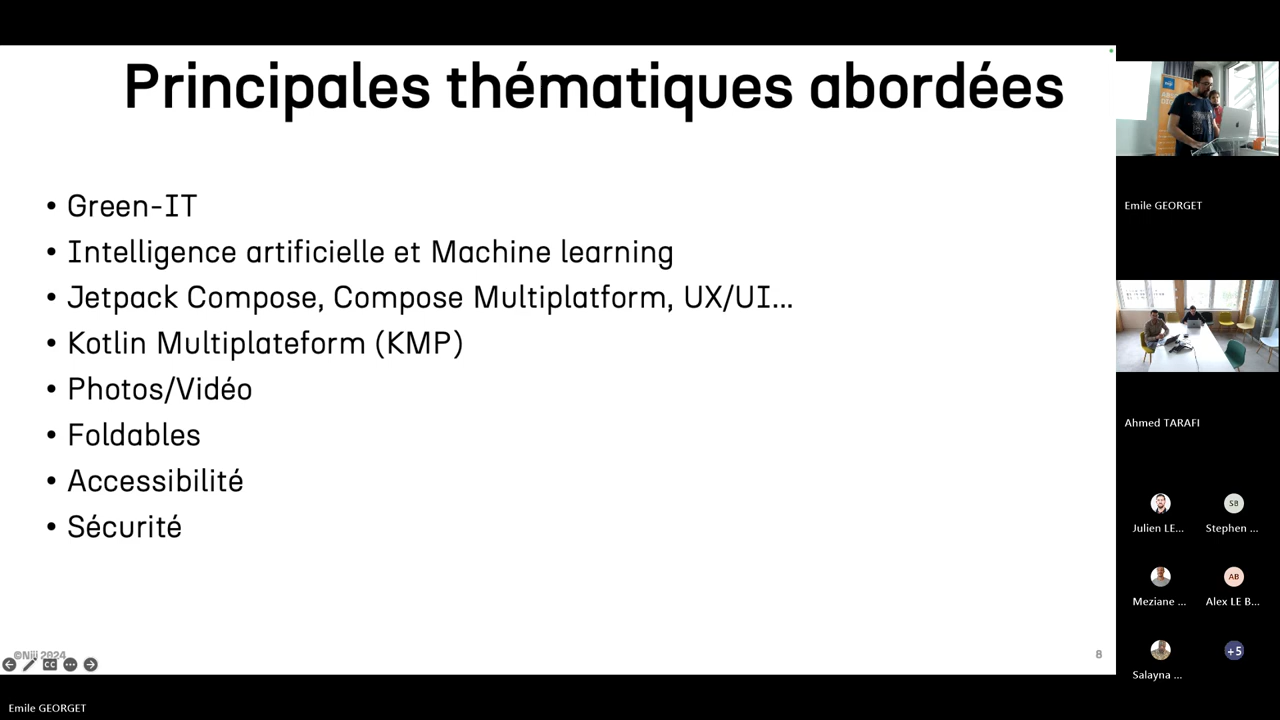 Principales thématiques abordées
• Green-IT
• Intelligence artificielle et Machine learning
• Jetpack Compose, Compose Multiplatform, UX/UI...
• Kotlin Multiplateform (KMP)
• Photos/Vidéo
• Foldables
• Accessibilité
• Sécurité
©Niji 2024
CC
8
Emile GEORGET
Ahmed TARAFI
SB
Julien LE...
Stephen ...
AB
Meziane ...
Alex LE B...
+5
Salayna ...
Emile GEORGET